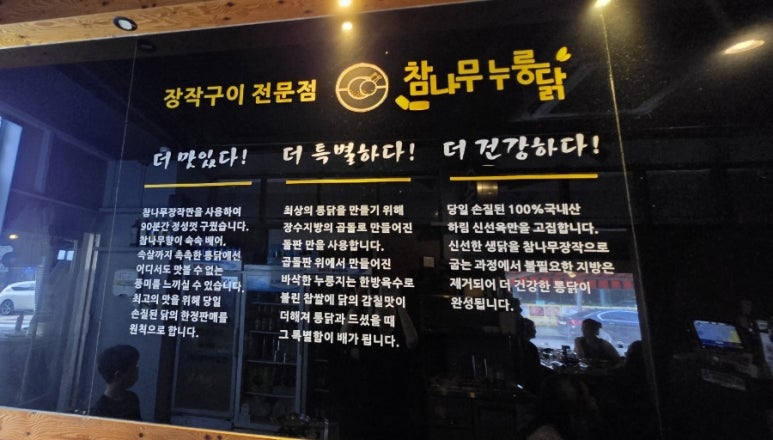 장작구이 전문점
참나무누룽닭
더 맛있다!
참나무장작만을 사용하여
90분간 정성껏 구웠습니다.
참나무향이 속속 배어,
속살까지 촉촉한 통닭에선
어디서도 맛볼 수 없는
풍미를 느끼실 수 있습니다.
최고의 맛을 위해 당일
손질된 닭의 한정판매를
원칙으로 합니다.
더 특별하다!
최상의 통닭을 만들기 위해
장수지방의 곱돌로 만들어진
돌판 만을 사용합니다.
곱돌판 위에서 만들어진
바삭한 누룽지는 한방육수로
불린 찹쌀에 닭의 감칠맛이
더해져 통닭과 드셨을 때
그 특별함이 배가 됩니다.
더 건강하다!
당일 손질된 100%국내산
하림 신선육만을 고집합니다.
신선한 생닭을 참나무장작으로
굽는 과정에서 불필요한 지방은
제거되어 더 건강한 통닭이
완성됩니다.